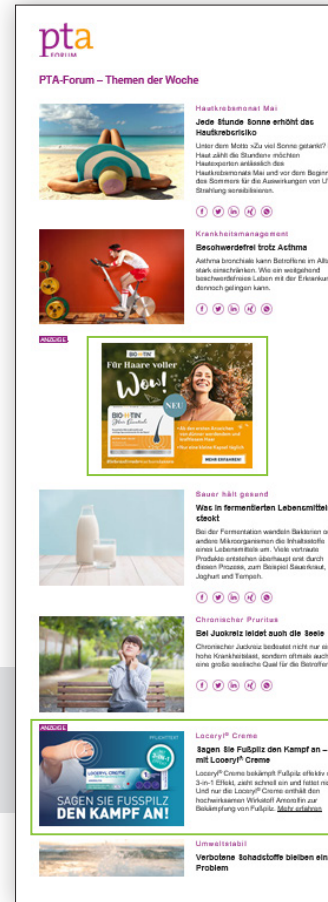 pta
FORUM
PTA-Forum – Themen der Woche
Hautkrebsmonat Mai
Jede Stunde Sonne erhöht das
Hautkrebsrisiko
Unter dem Motto »Zu viel Sonne getankt?
Haut zählt die Stunden« möchten
Hautexperten anlässlich des
Hautkrebsmonats Mai und vor dem Beginn
des Sommers für die Auswirkungen von
Strahlung sensibilisieren.
Krankheitsmanagement
Beschwerdefrei trotz Asthma
Asthma bronchiale kann Betroffene im
stark einschränken. Wie ein weitgehend
beschwerdefreies Leben mit der
dennoch gelingen kann.
ANZEIGE
BIO-H-TIN
Für Haare voller
Wow!
NEU
BIO-H-TIN
Hair Essentials
MEHR ERFAHREN!
Sauer hält gesund
Was in fermentierten Lebensmitteln
steckt
Bei der Fermentation wandeln Bakterien
andere Mikroorganismen die Inhaltsstoffe
eines Lebensmittels um. Viele vertraute
Produkte entstehen überhaupt erst durch
diesen Prozess, zum Beispiel Sauerkraut,
Joghurt und Tempeh.
Chronischer Pruritus
Bei Juckreiz leidet auch die Seele
Chronischer Juckreiz bedeutet nicht nur
hohe Krankheitslast, sondern oftmals auch
eine große seelische Qual für die
ANZEIGE
PFLICHTTEXT
3-IN-1
LOCERYL CREME
SAGEN SIE FUSSPILZ
DEN KAMPF AN!
Loceryl® Creme
Sagen Sie Fußpilz den Kampf an –
mit Loceryl® Creme
Loceryl® Creme bekämpft Fußpilz effektiv
3-in-1 Effekt, zieht schnell ein und fettet
Und nur die Loceryl® Creme enthält den
hochwirksamen Wirkstoff Amorolfin zur
Bekämpfung von Fußpilz. Mehr erfahren
Umweltstabil
Verbotene Schadstoffe bleiben ein
Problem